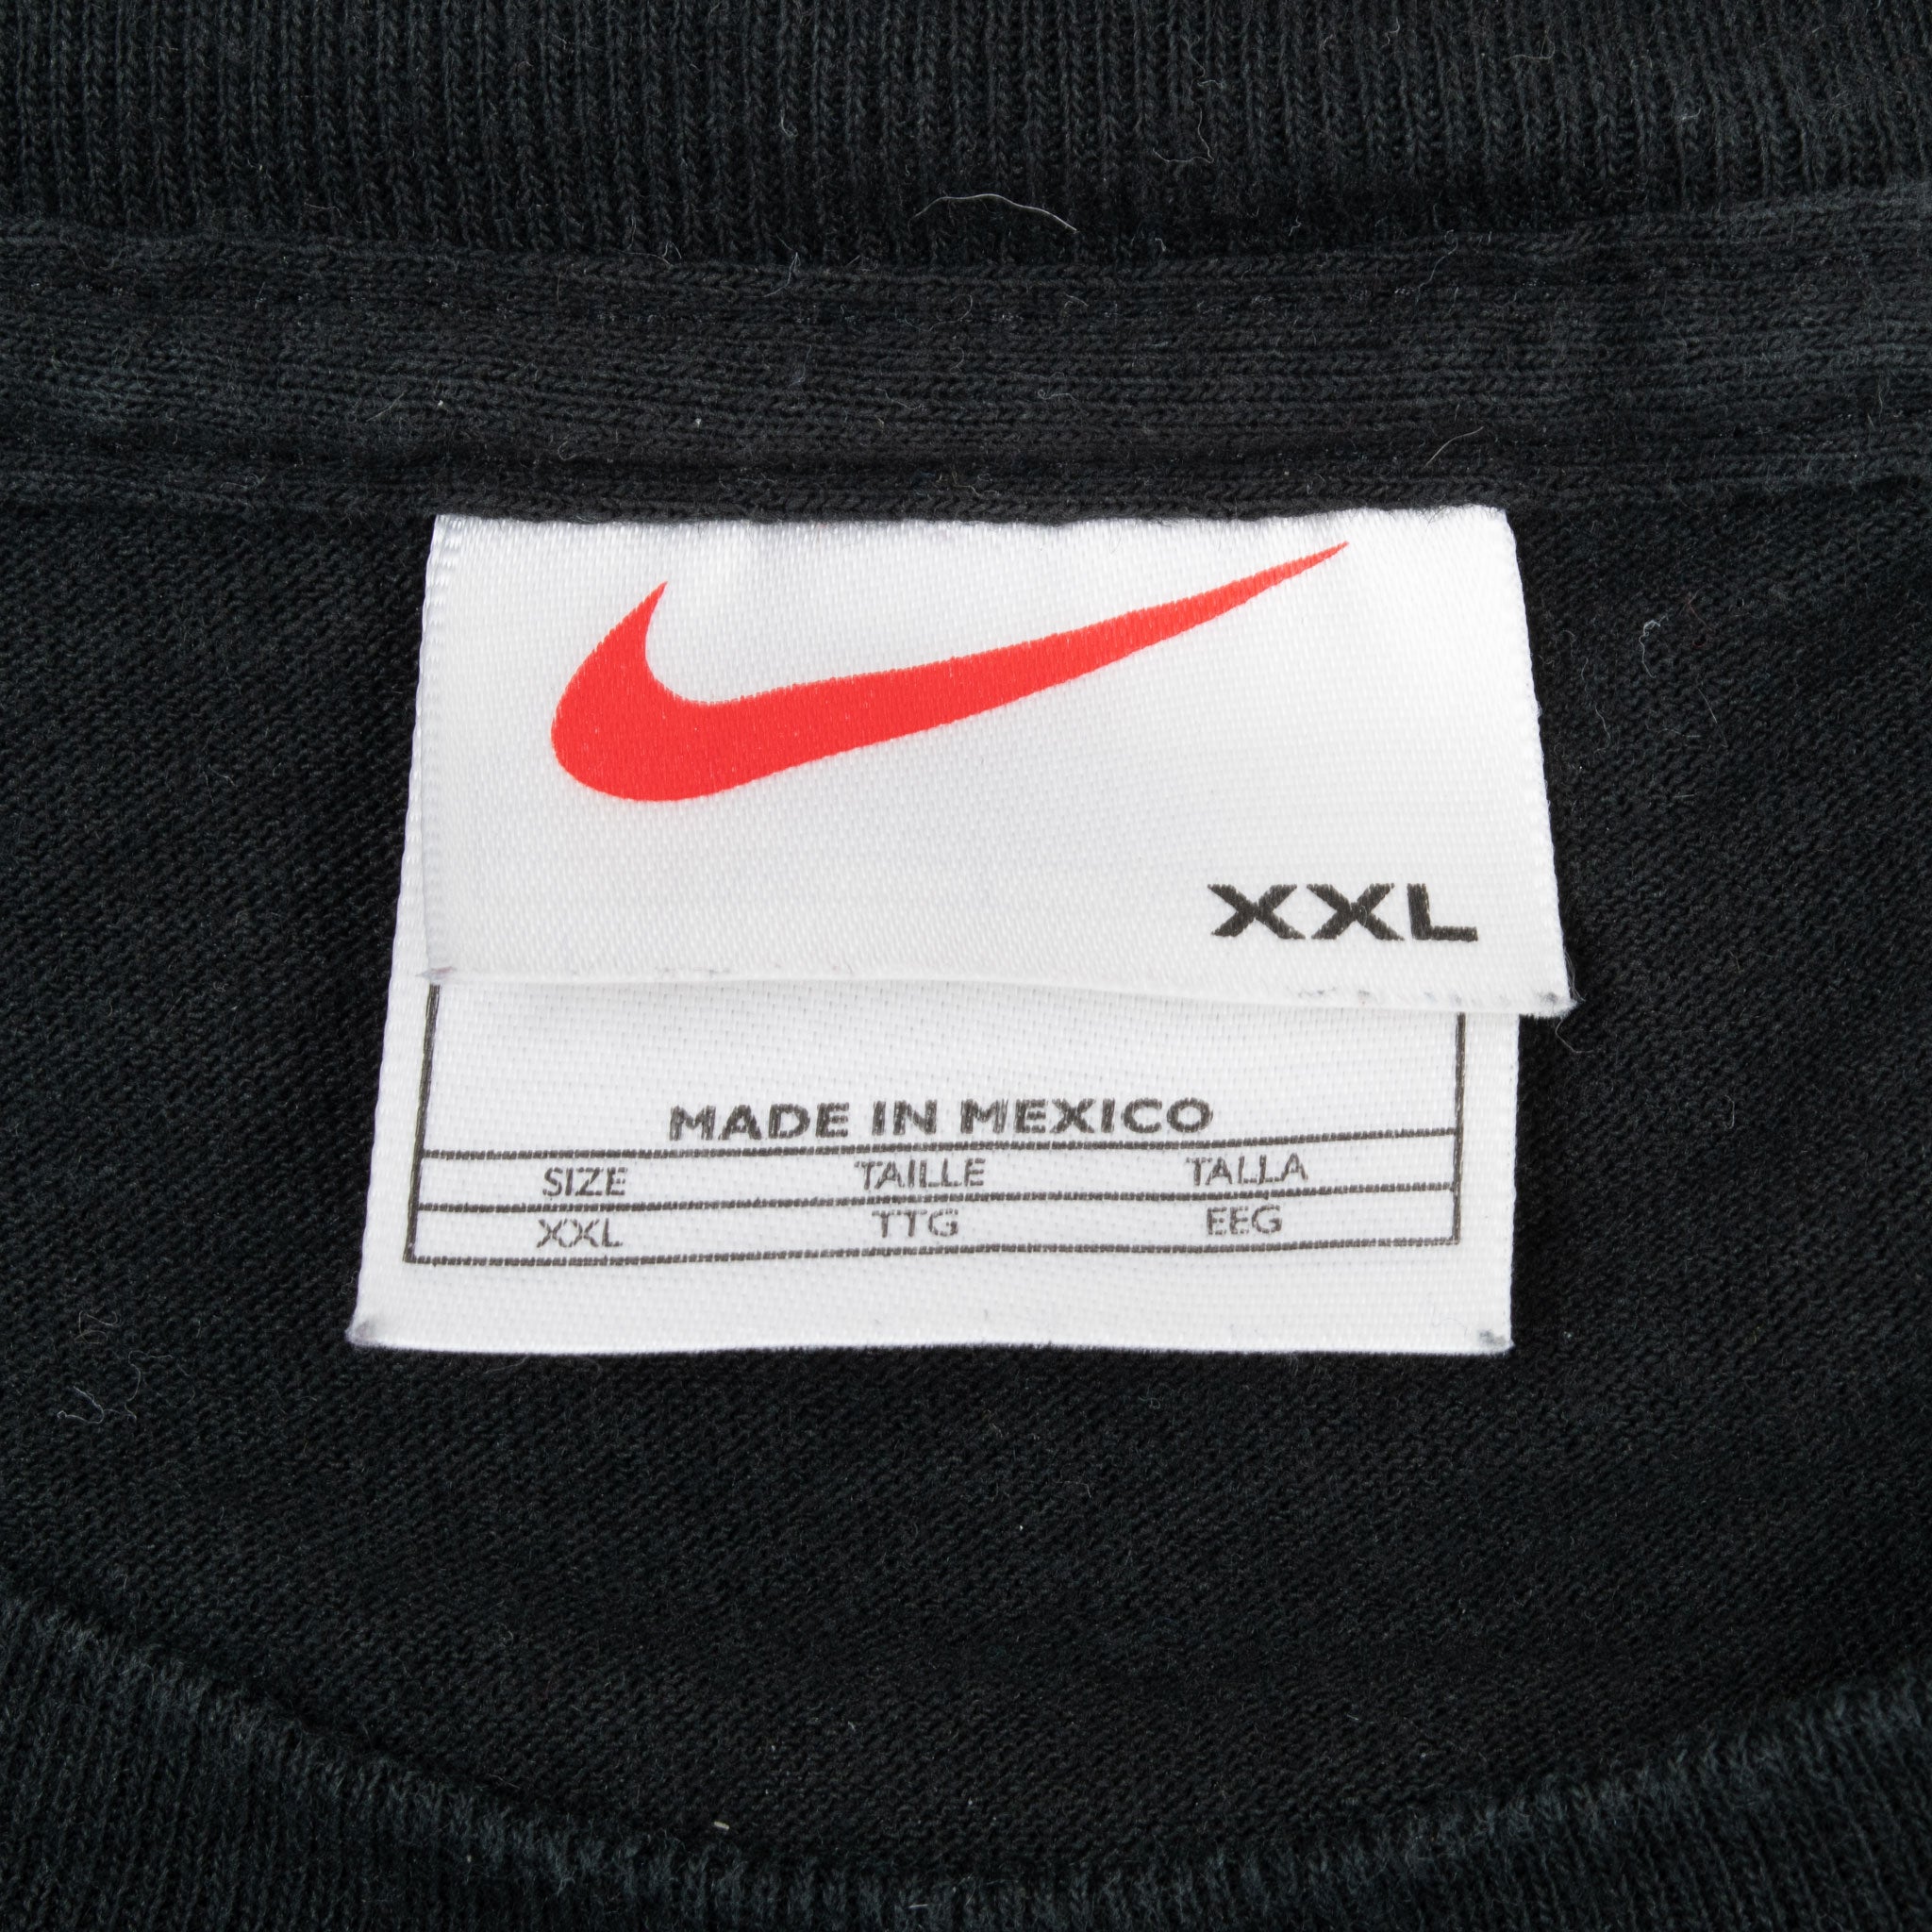 XXL
MADE IN MEXICO
SIZE TAILLE TALLA
XXL TTG EEG